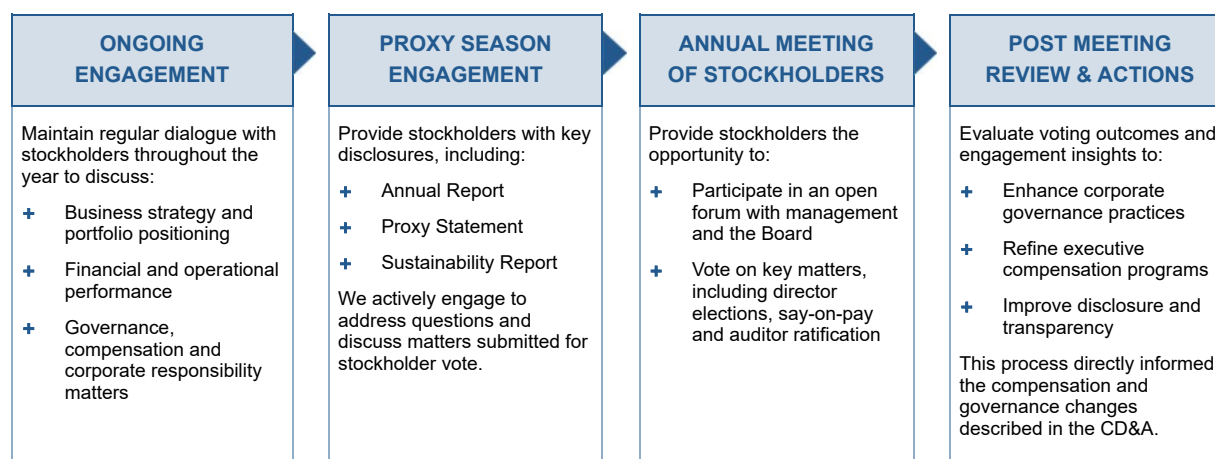 ONGOING
ENGAGEMENT
Maintain regular dialogue with
stockholders throughout the
year to discuss:
+ Business strategy and
portfolio positioning
+ Financial and operational
performance
+ Governance,
compensation and
corporate responsibility
matters
PROXY SEASON
ENGAGEMENT
Provide stockholders with key
disclosures, including:
+ Annual Report
+ Proxy Statement
+ Sustainability Report
We actively engage to
address questions and
discuss matters submitted for
stockholder vote.
ANNUAL MEETING
OF STOCKHOLDERS
Provide stockholders the
opportunity to:
+ Participate in an open
forum with management
and the Board
+ Vote on key matters,
including director
elections, say-on-pay
and auditor ratification
POST MEETING
REVIEW & ACTIONS
Evaluate voting outcomes and
engagement insights to:
+ Enhance corporate
governance practices
+ Refine executive
compensation programs
+ Improve disclosure and
transparency
This process directly informed
the compensation and
governance changes
described in the CD&A.